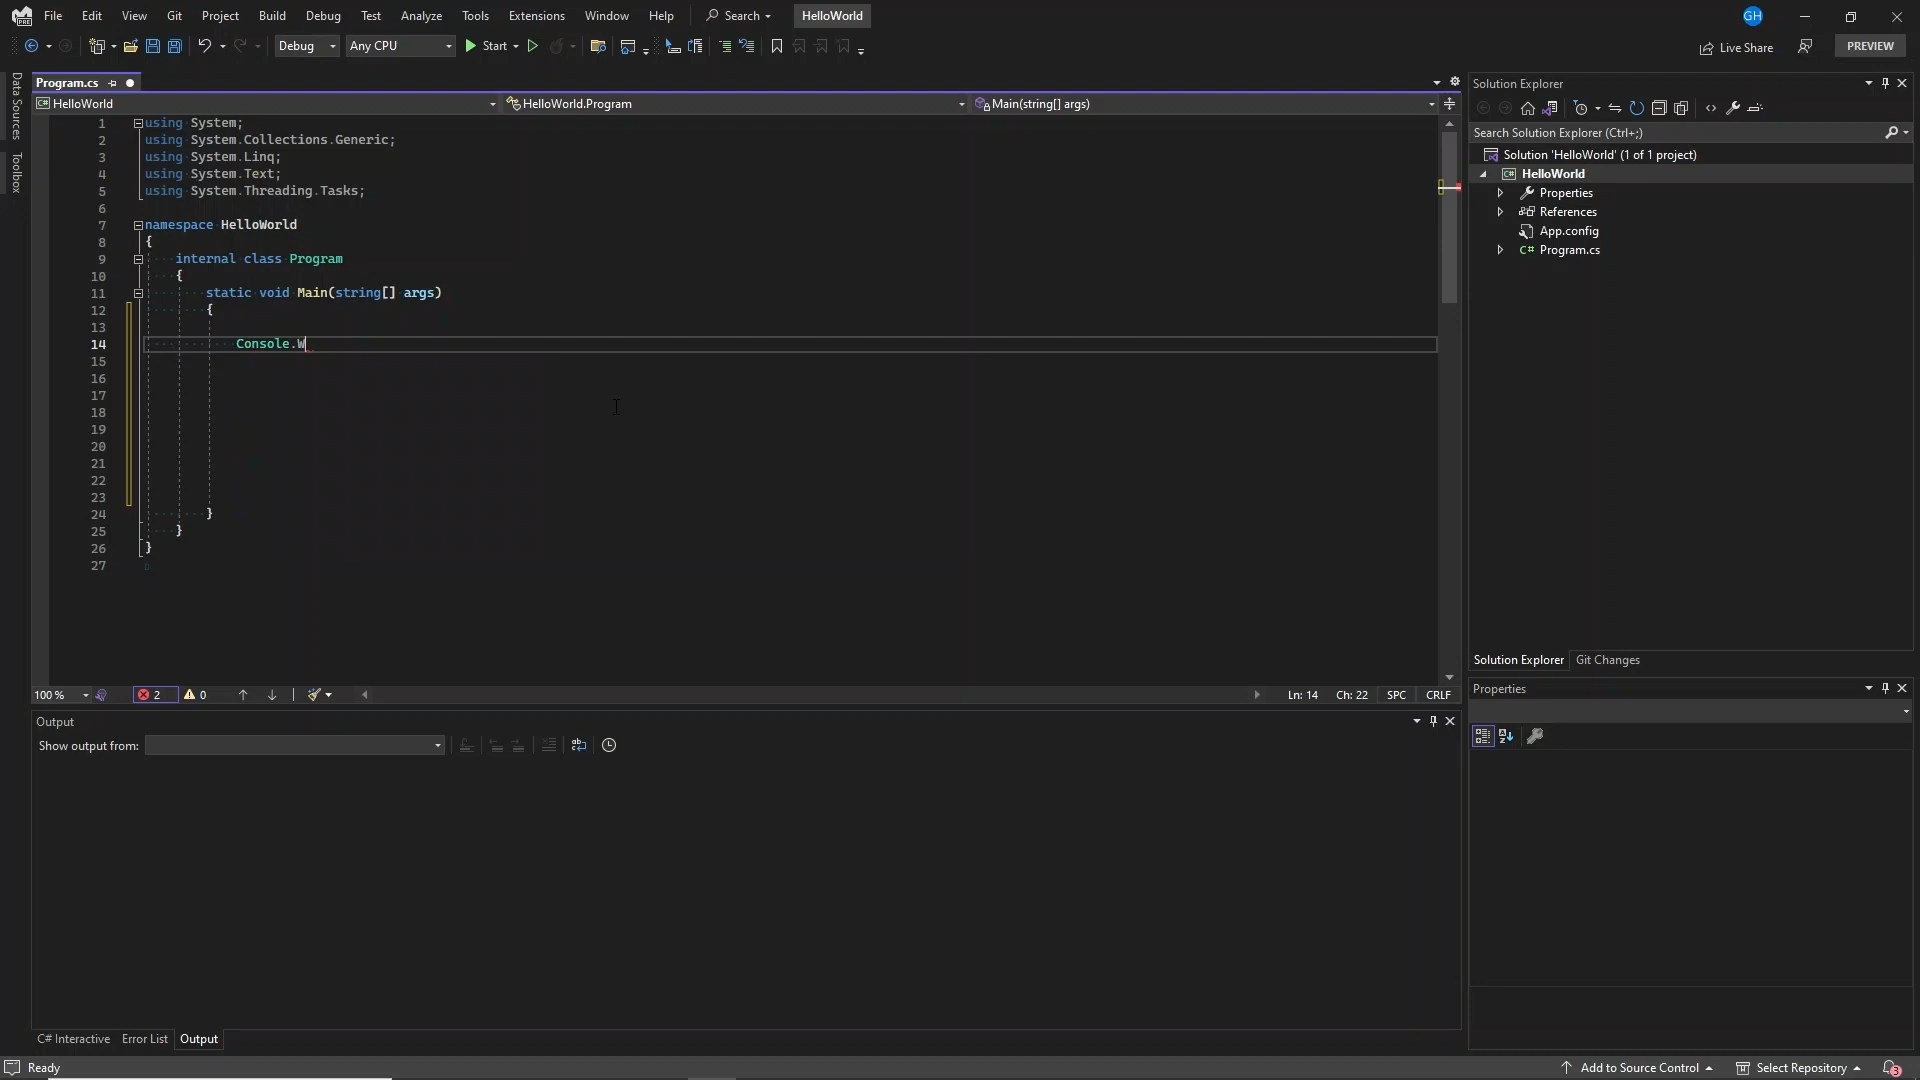 PRE File Edit View Git Project Build Debug Test Analyze Tools Extensions Window Help Search HelloWorld GH
Debug Any CPU Start Live Share PREVIEW
Data Sources
Toolbox
Program.cs
C# HelloWorld HelloWorld.Program Main(string[] args)
1 using System;
2 using System.Collections.Generic;
3 using System.Linq;
4 using System.Text;
5 using System.Threading.Tasks;
6
7 namespace HelloWorld
8 {
9 internal class Program
10 {
11 static void Main(string[] args)
12 {
13
14 Console.W
15
16
17
18
19
20
21
22
23
24 }
25 }
26 }
27
100 % 2 0 Ln: 14 Ch: 22 SPC CRLF
Output
Show output from:
C# Interactive Error List Output
Solution Explorer
Search Solution Explorer (Ctrl+;)
Solution 'HelloWorld' (1 of 1 project)
C# HelloWorld
Properties
References
App.config
C# Program.cs
Solution Explorer Git Changes
Properties
Ready Add to Source Control Select Repository 3